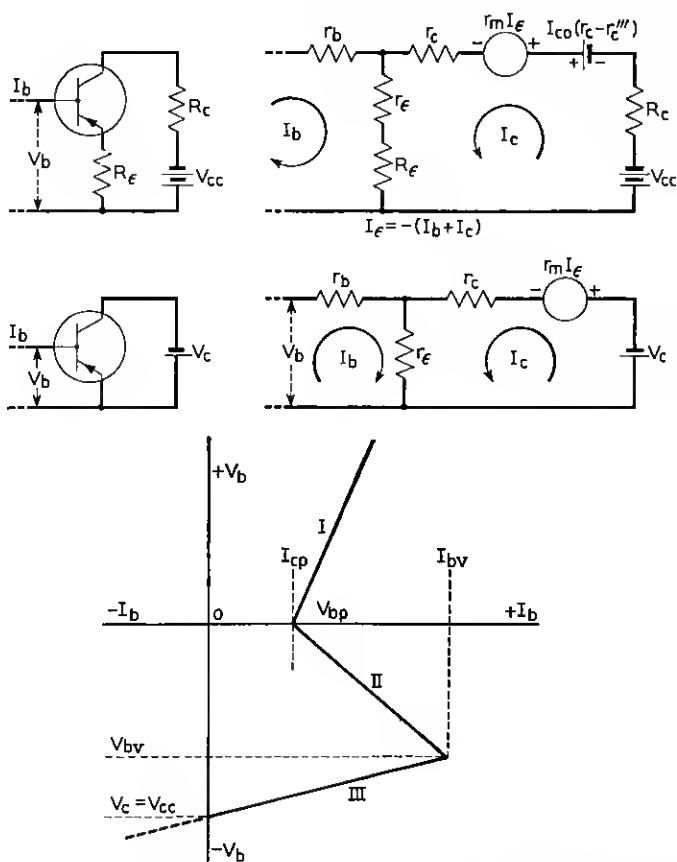 I_b
V_b
R_ϵ
R_c
V_cc
r_b
r_c
r_m I_ϵ
- +
I_co(r_c-r_c''')
+ -
r_ϵ
R_ϵ
I_b
I_c
R_c
V_cc
I_ϵ=-(I_b+I_c)
I_b
V_b
V_c
r_b
r_c
r_m I_ϵ
- +
V_b
I_b
r_ϵ
I_c
V_c
+V_b
I
I_cp
I_bv
-I_b
0
V_bp
+I_b
II
V_bv
III
V_c=V_cc
-V_b